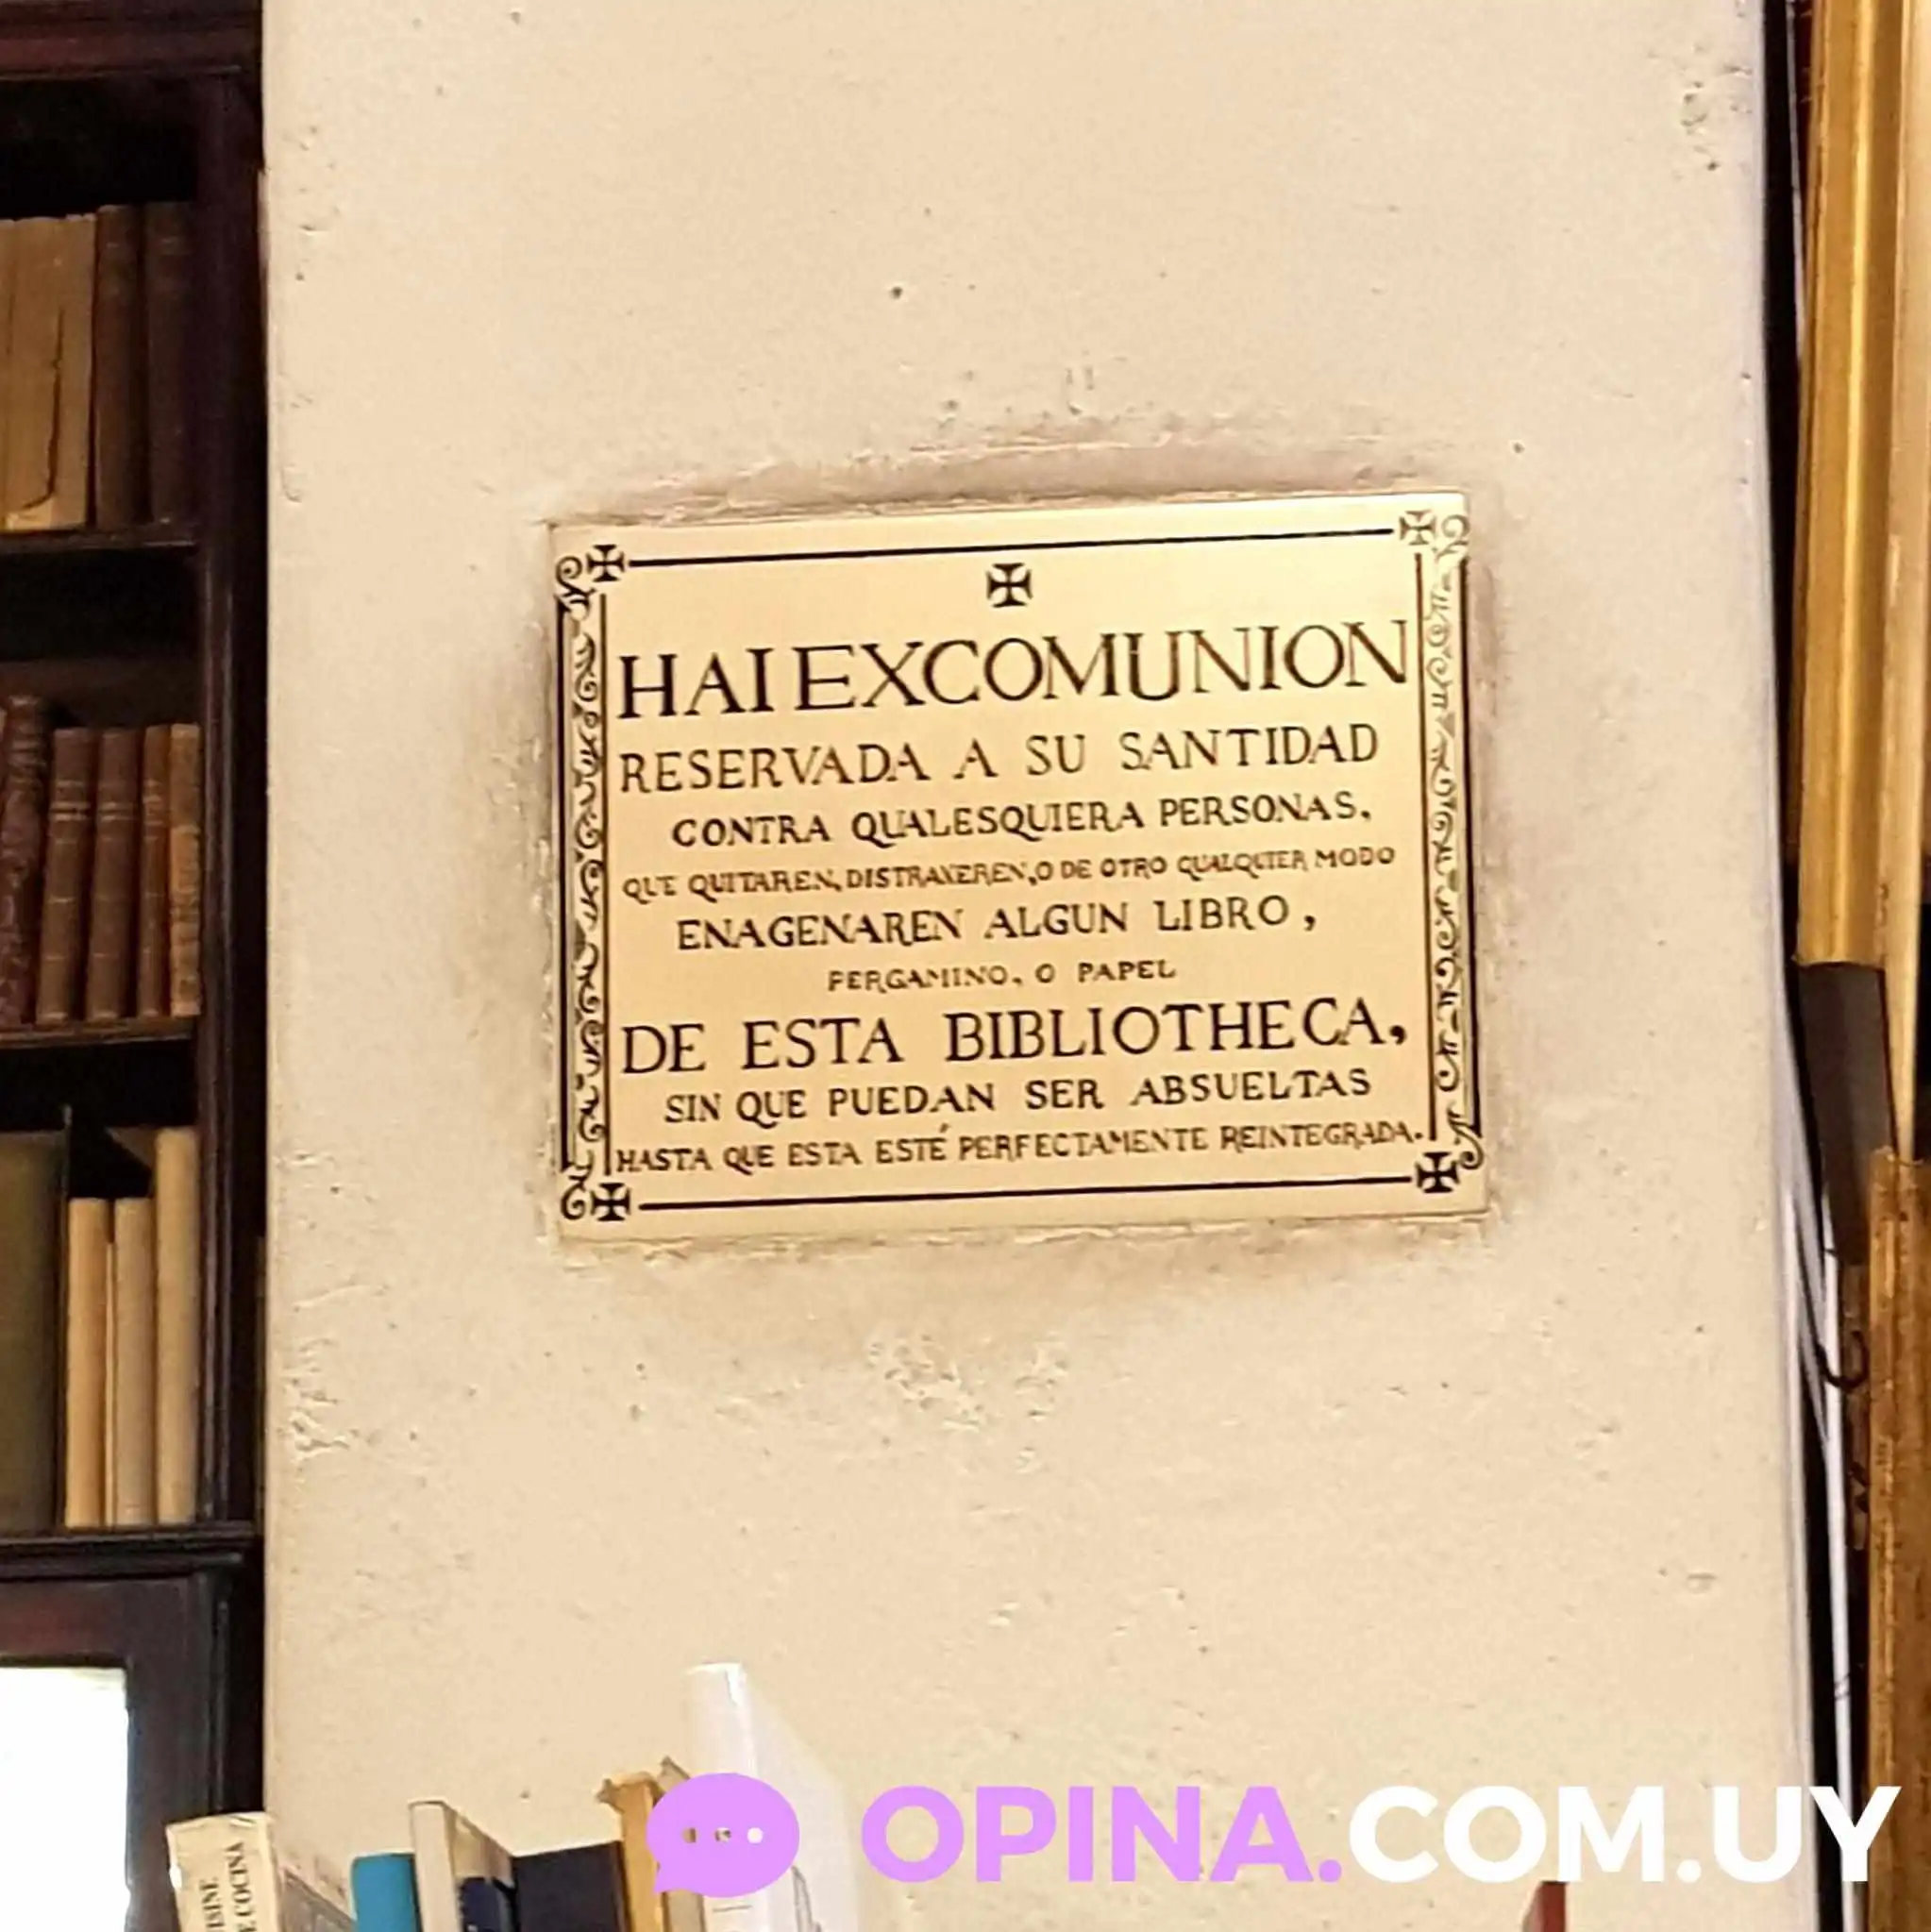 HAI EXCOMUNION
RESERVADA A SU SANTIDAD
CONTRA QUALESQUIERA PERSONAS,
QUE QUITAREN, DISTRAXEREN, O DE OTRO QUALQUIER MODO
ENAGENAREN ALGUN LIBRO,
PERGAMINO, O PAPEL
DE ESTA BIBLIOTHECA,
SIN QUE PUEDAN SER ABSUELTAS
HASTA QUE ESTA ESTÉ PERFECTAMENTE REINTEGRADA.
COCINA
OPINA.COM.UY